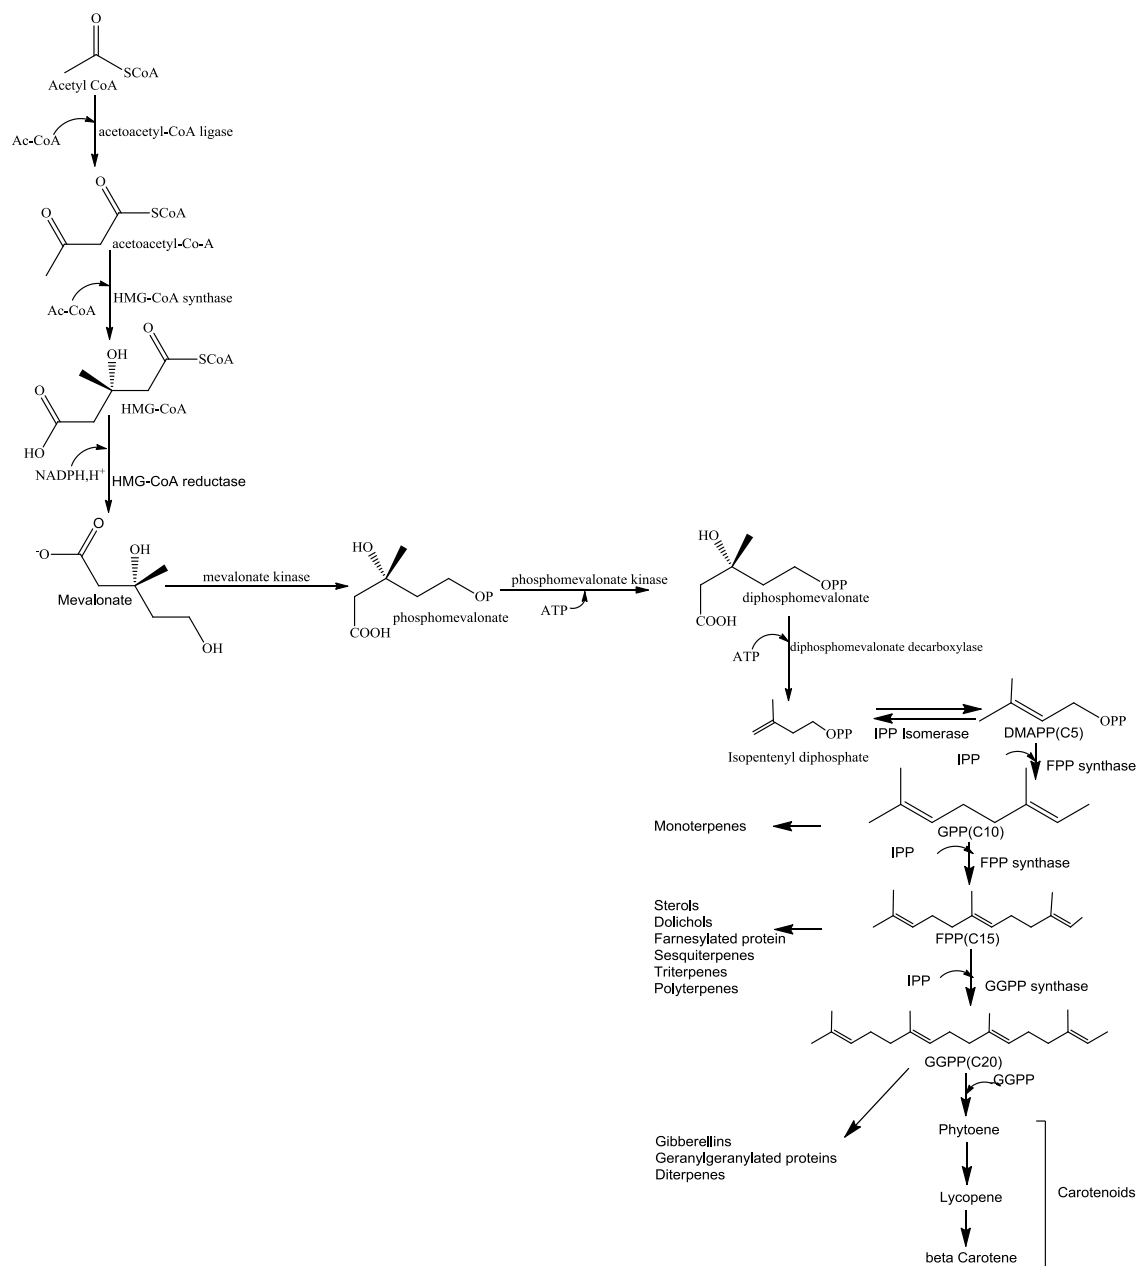 O
SCoA
Acetyl CoA
Ac-CoA
acetoacetyl-CoA ligase
O
O
SCoA
acetoacetyl-Co-A
HMG-CoA synthase
Ac-CoA
O
OH
SCoA
O
HMG-CoA
HO
NADPH,H+
HMG-CoA reductase
O
-O
OH
Mevalonate
OH
mevalonate kinase
HO
OP
phosphomevalonate
COOH
phosphomevalonate kinase
ATP
HO
OPP
diphosphomevalonate
COOH
ATP
diphosphomevalonate decarboxylase
OPP
Isopentenyl diphosphate
IPP Isomerase
OPP
DMAPP(C5)
IPP
FPP synthase
Monoterpenes
GPP(C10)
IPP
FPP synthase
Sterols
Dolichols
Farnesylated protein
Sesquiterpenes
Triterpenes
Polyterpenes
FPP(C15)
IPP
GGPP synthase
GGPP(C20)
GGPP
Gibberellins
Geranylgeranylated proteins
Diterpenes
Phytoene
Lycopene
Carotenoids
beta Carotene